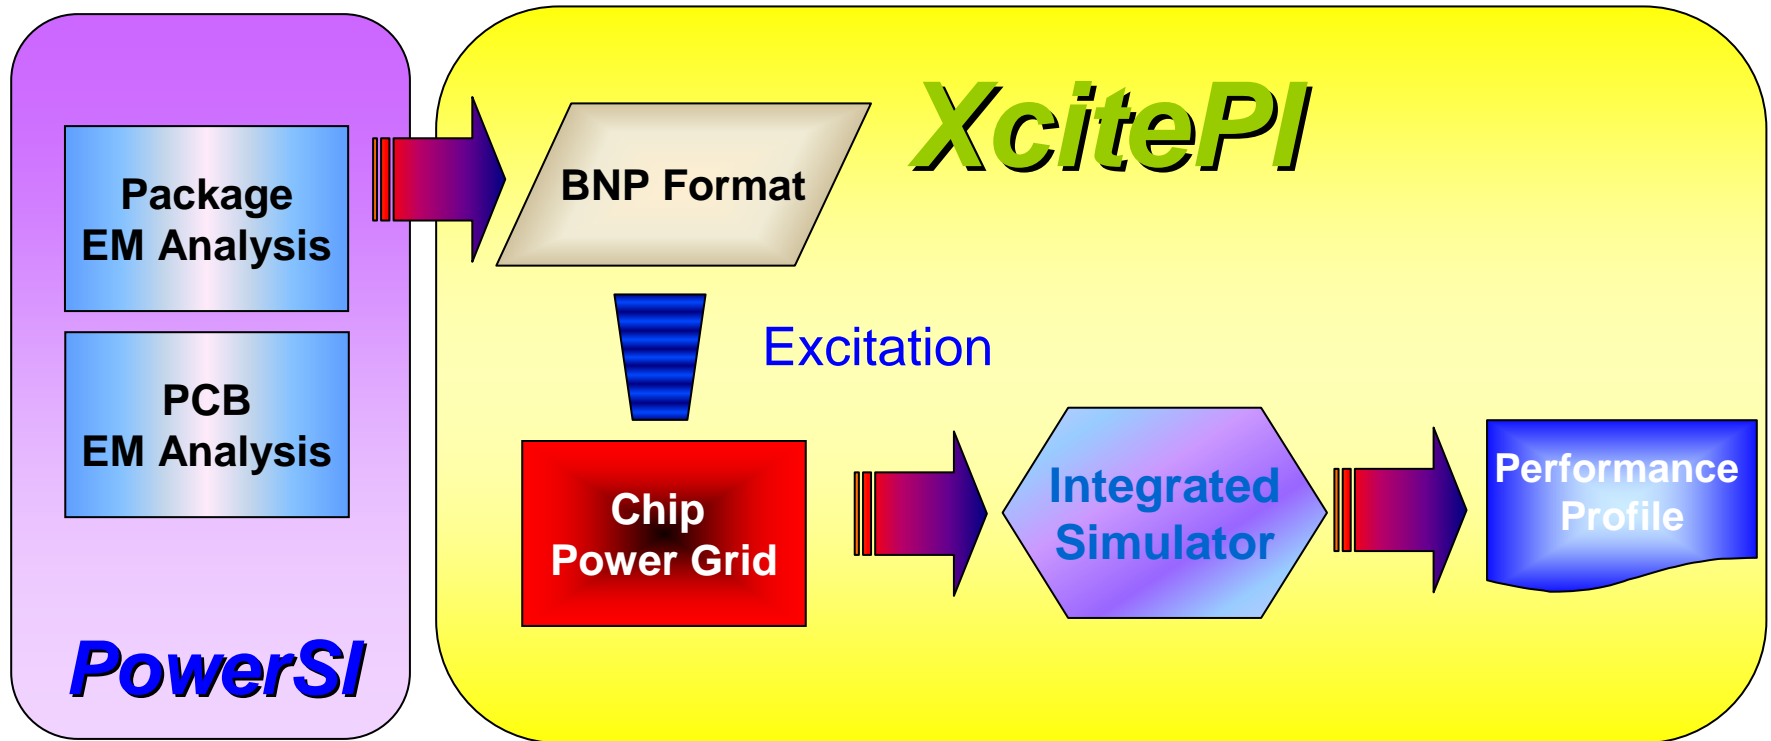 Package
EM Analysis
PCB
EM Analysis
PowerSI
XcitePI
BNP Format
Excitation
Chip
Power Grid
Integrated
Simulator
Performance
Profile